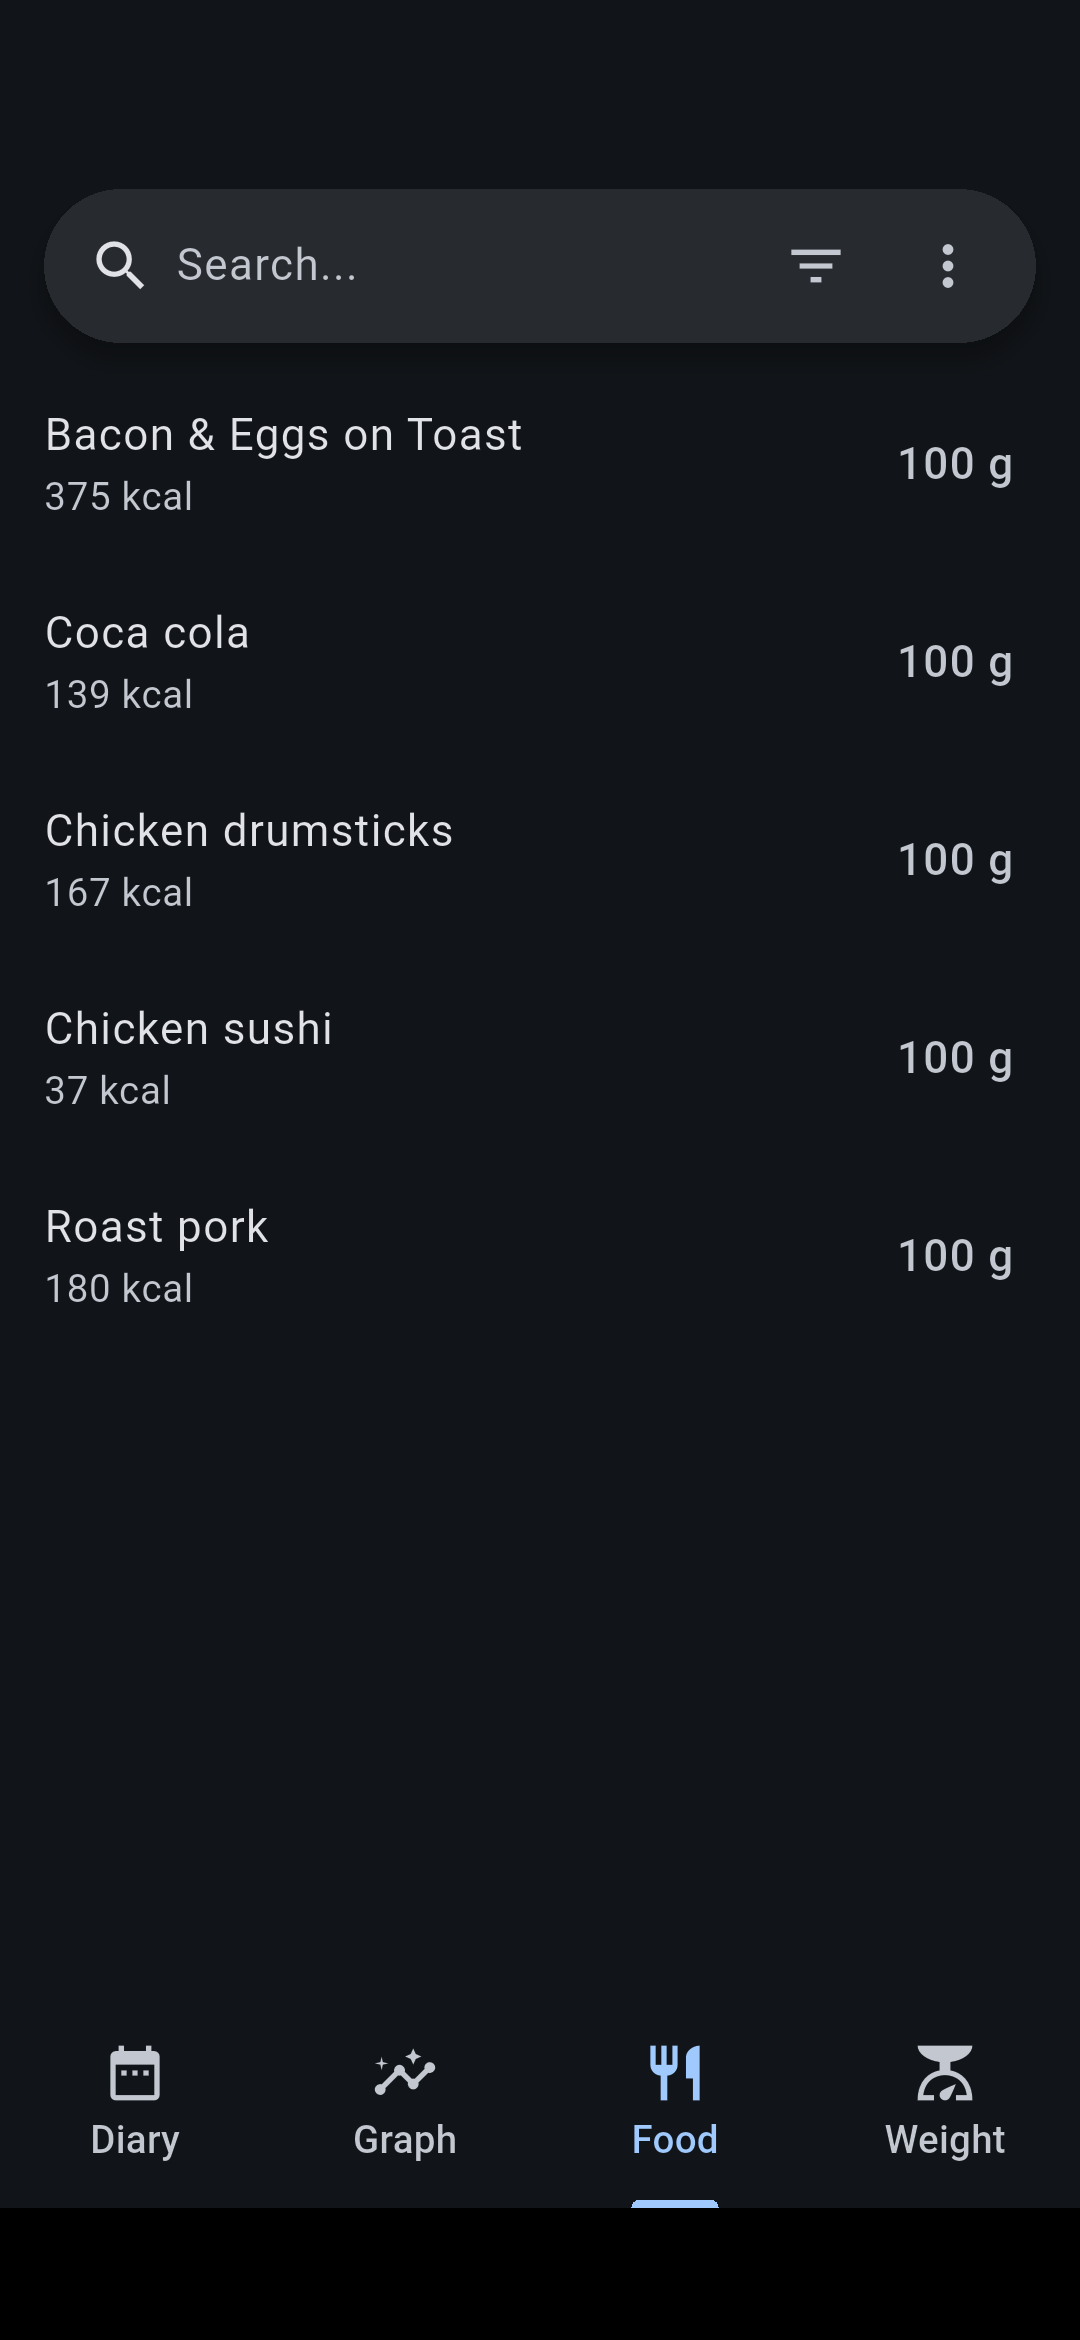 Search...
Bacon & Eggs on Toast
375 kcal
100 g
Coca cola
139 kcal
100 g
Chicken drumsticks
167 kcal
100 g
Chicken sushi
37 kcal
100 g
Roast pork
180 kcal
100 g
Diary
Graph
Food
Weight